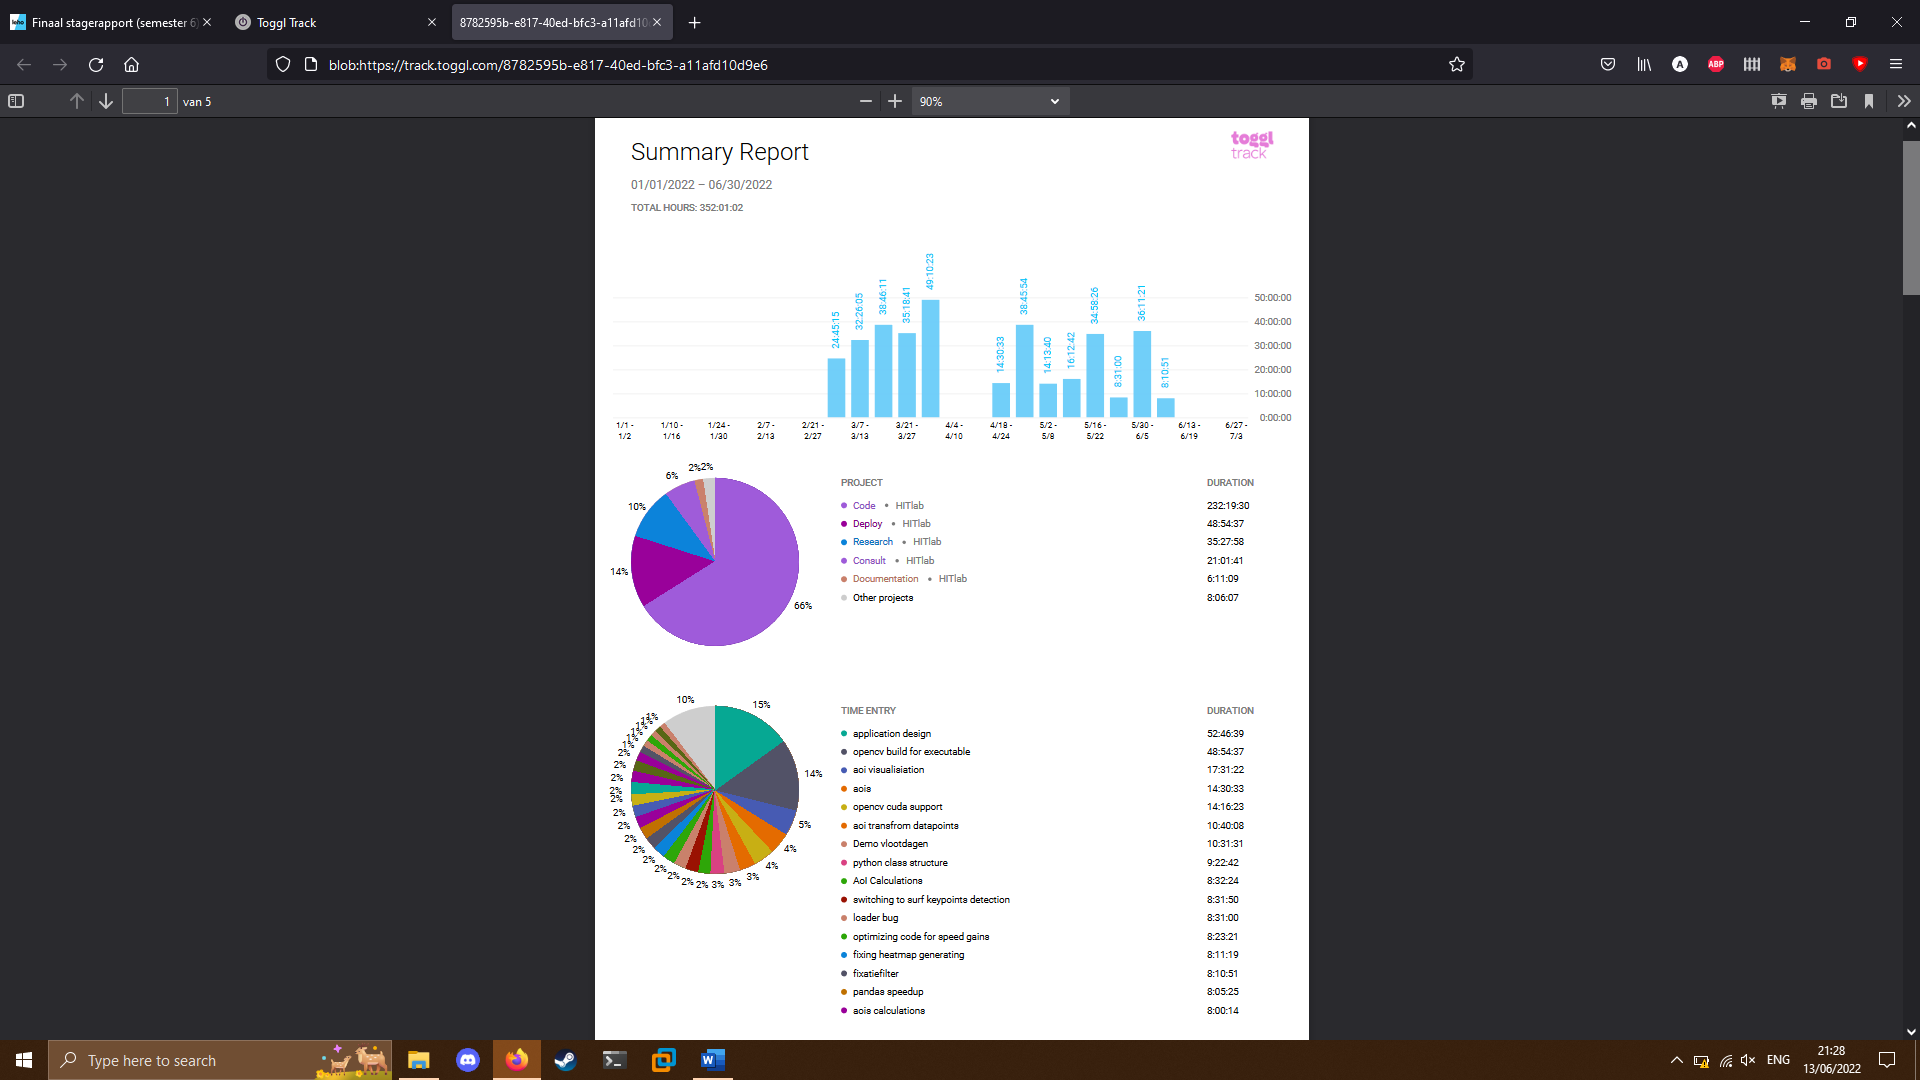 Finaal stagerapport (semester 6)
Toggl Track
8782595b-e817-40ed-bfc3-a11afd10
blob:https://track.toggl.com/8782595b-e817-40ed-bfc3-a11afd10d9e6
A
ABP
1 van 5
90%
toggl
track
Summary Report
01/01/2022 – 06/30/2022
TOTAL HOURS: 352:01:02
24:45:15
32:26:05
38:46:11
35:18:41
49:10:23
14:30:33
38:45:54
14:13:40
16:12:42
34:58:26
8:31:00
36:11:21
8:10:51
50:00:00
40:00:00
30:00:00
20:00:00
10:00:00
0:00:00
1/1 - 1/10 - 1/24 - 2/7 - 2/21 - 3/7 - 3/21 - 4/4 - 4/18 - 5/2 - 5/16 - 5/30 - 6/13 - 6/27 -
1/2 1/16 1/30 2/13 2/27 3/13 3/27 4/10 4/24 5/8 5/22 6/5 6/19 7/3
2% 2%
6%
10%
14%
66%
PROJECT DURATION
Code • HITlab 232:19:30
Deploy • HITlab 48:54:37
Research • HITlab 35:27:58
Consult • HITlab 21:01:41
Documentation • HITlab 6:11:09
Other projects 8:06:07
10% 15%
1%
1%
1%
1%
1%
1%
2%
2%
2%
2%
2%
2%
2%
2%
2%
2%
2%
2%
2%
2%
3%
3%
3%
4%
4%
5%
14%
TIME ENTRY DURATION
application design 52:46:39
opencv build for executable 48:54:37
aoi visualisiation 17:31:22
aois 14:30:33
opencv cuda support 14:16:23
aoi transfrom datapoints 10:40:08
Demo vlootdagen 10:31:31
python class structure 9:22:42
AoI Calculations 8:32:24
switching to surf keypoints detection 8:31:50
loader bug 8:31:00
optimizing code for speed gains 8:23:21
fixing heatmap generating 8:11:19
fixatiefilter 8:10:51
pandas speedup 8:05:25
aois calculations 8:00:14
Type here to search
W
ENG
21:28
13/06/2022